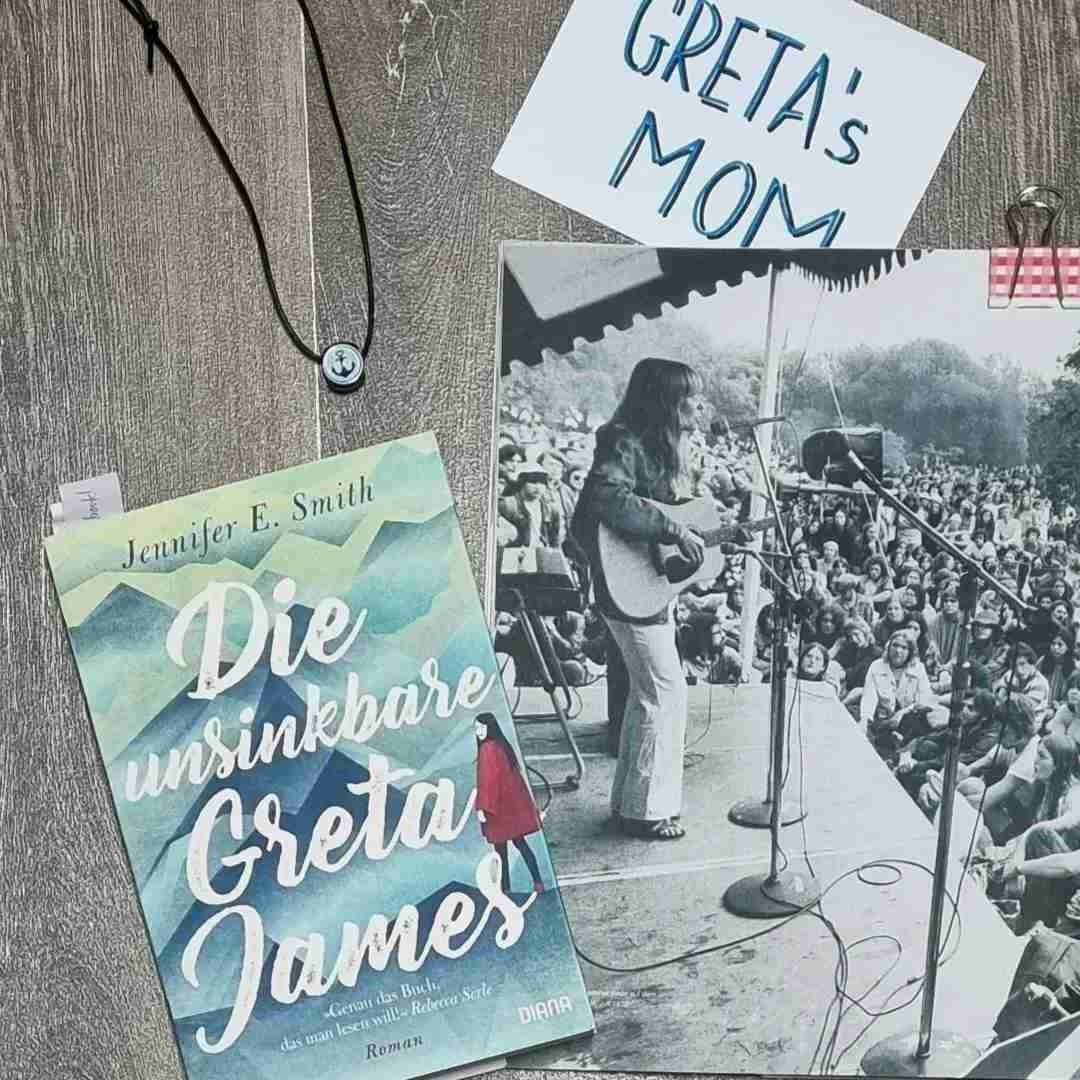 GRETA's
MOM
Jennifer E. Smith
Die
unsinkbare
Greta
James
»Genau das Buch,
das man lesen will!« Rebecca Serle
Roman
DIANA